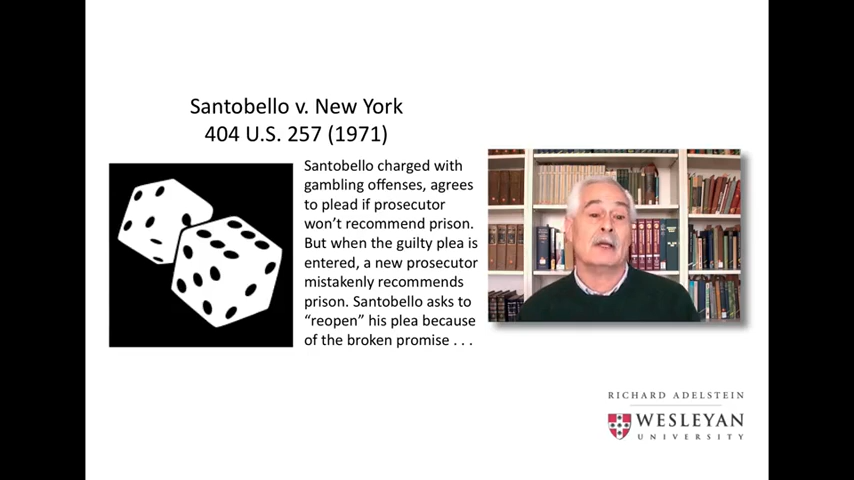 Santobello v. New York
404 U.S. 257 (1971)
Santobello charged with
gambling offenses, agrees
to plead if prosecutor
won't recommend prison.
But when the guilty plea is
entered, a new prosecutor
mistakenly recommends
prison. Santobello asks to
“reopen” his plea because
of the broken promise . . .
RICHARD ADELSTEIN
WESLEYAN
UNIVERSITY